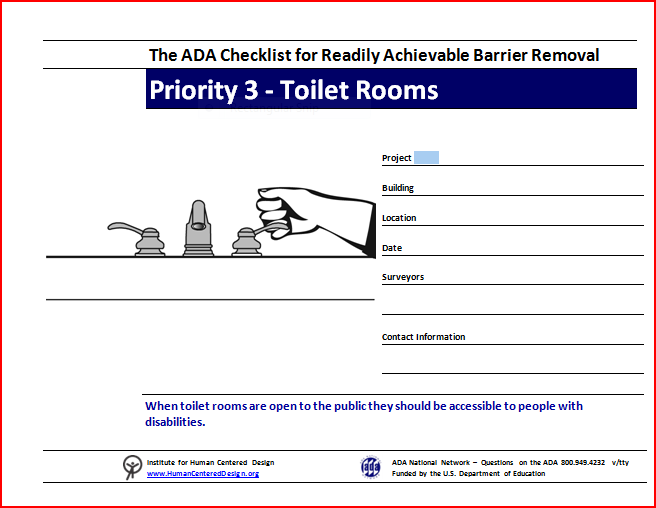 The ADA Checklist for Readily Achievable Barrier Removal
Priority 3 - Toilet Rooms
Project
Building
Location
Date
Surveyors
Contact Information
When toilet rooms are open to the public they should be accessible to people with
disabilities.
Institute for Human Centered Design
www.HumanCenteredDesign.org
ada
ADA National Network – Questions on the ADA 800.949.4232 v/tty
Funded by the U.S. Department of Education